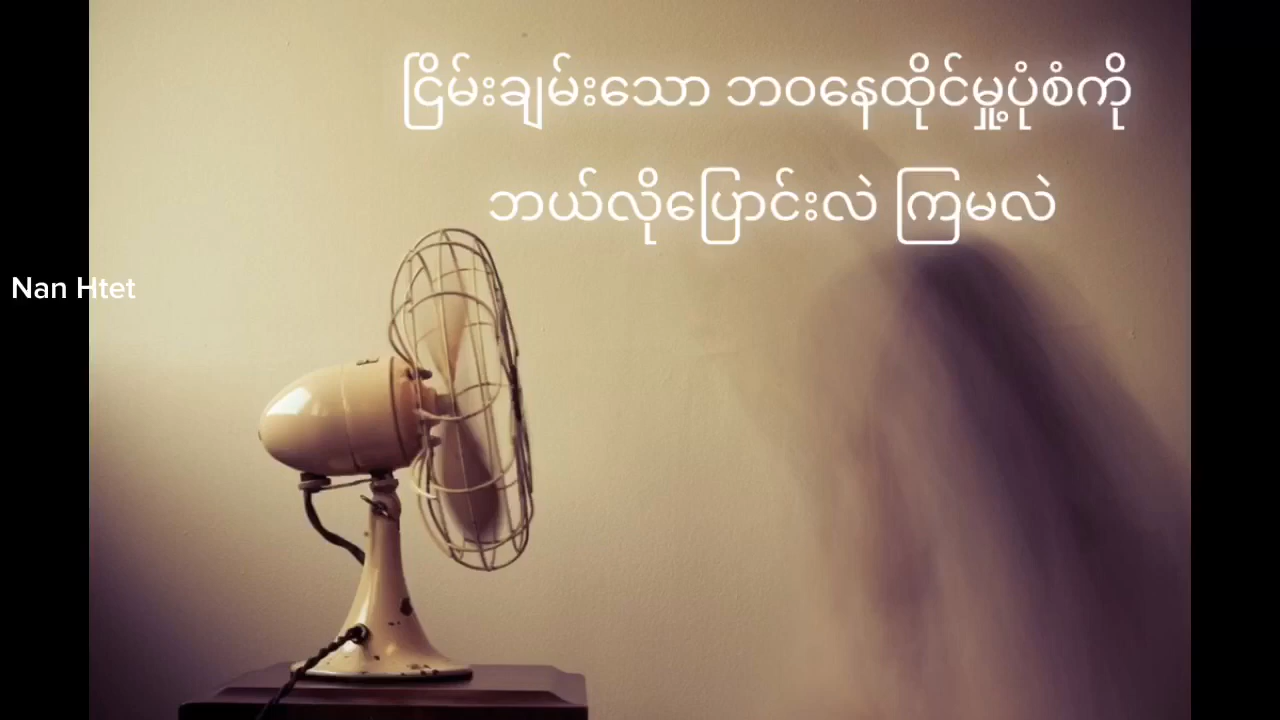 ငြိမ်းချမ်းသော ဘဝနေထိုင်မှု့ပုံစံကို
ဘယ်လိုပြောင်းလဲ ကြမလဲ
Nan Htet